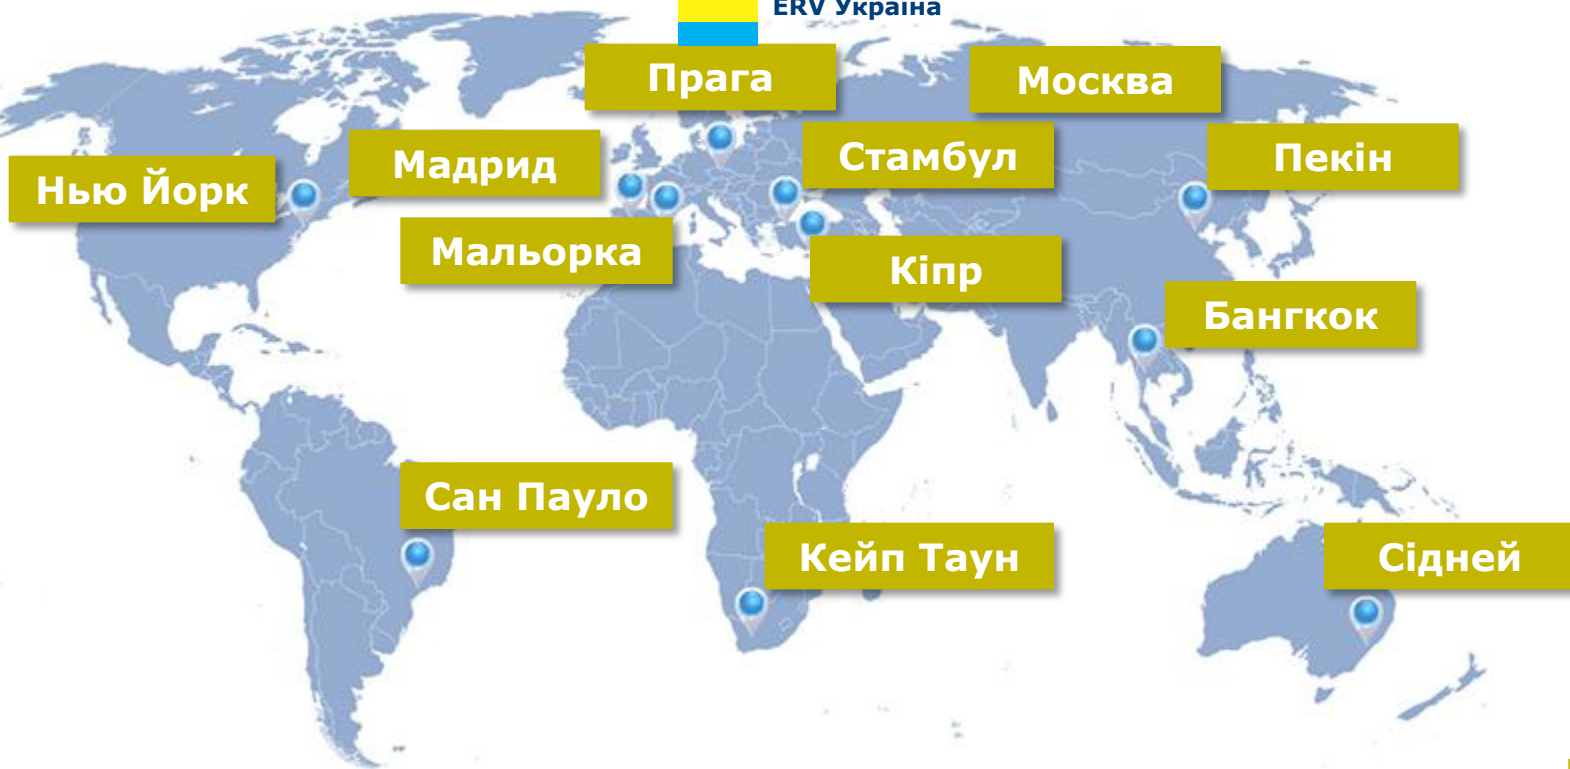 ERV Україна
Прага
Москва
Мадрид
Стамбул
Пекін
Нью Йорк
Мальорка
Кіпр
Бангкок
Сан Пауло
Кейп Таун
Сідней